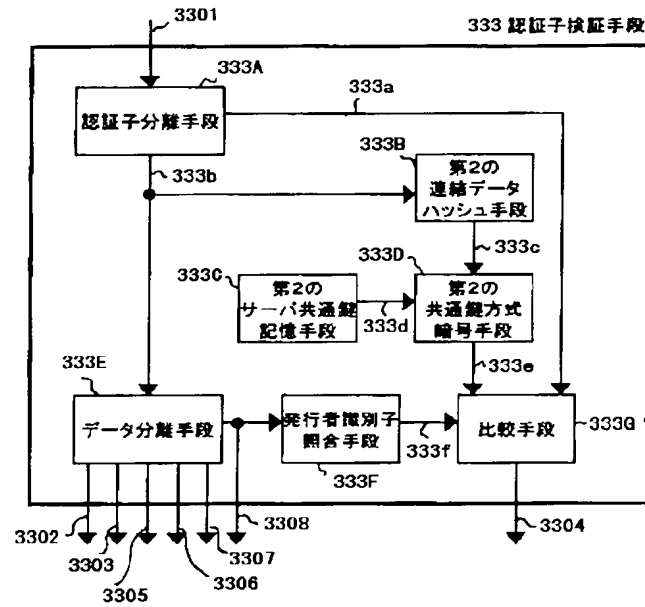 3301
333 認証子検証手段
333A
333a
認証子分離手段
333b
333B
第2の
連結データ
ハッシュ手段
333c
333C
333D
第2の
サーバ共通鍵
記憶手段
333d
第2の
共通鍵方式
暗号手段
333e
333E
データ分離手段
発行者識別子
照合手段
333f
333F
比較手段
333G
3302
3303
3305
3306
3307
3308
3304